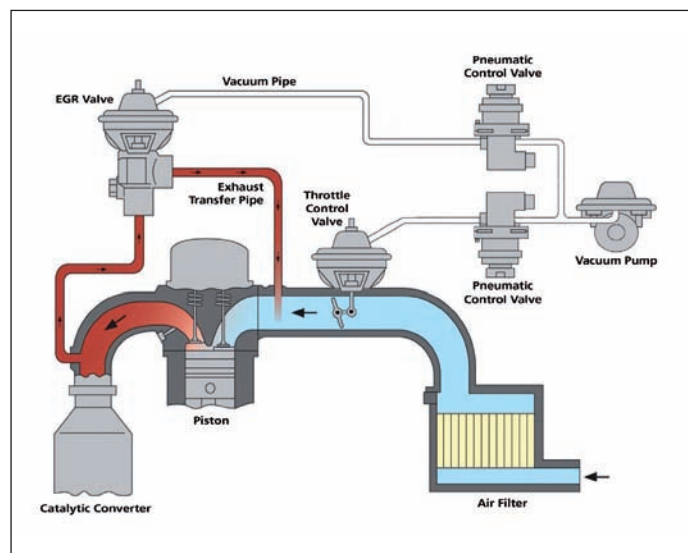 Pneumatic
Control Valve
Vacuum Pipe
EGR Valve
Exhaust
Transfer Pipe
Throttle
Control
Valve
Vacuum Pump
Pneumatic
Control Valve
Piston
Catalytic Converter
Air Filter